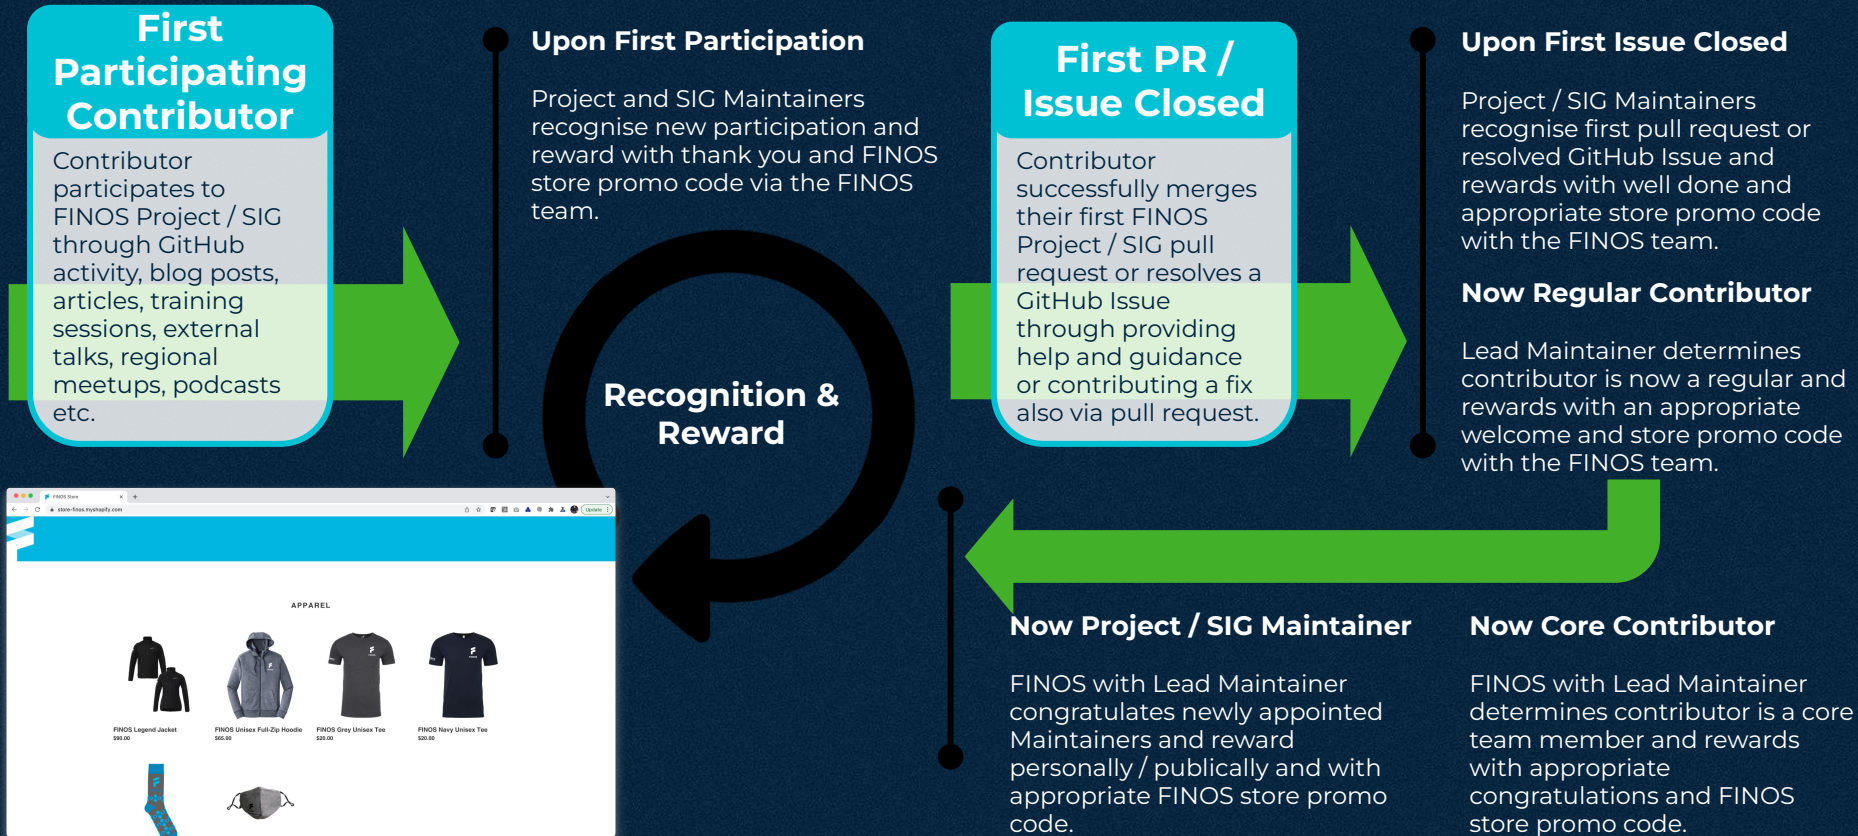 First
Participating
Contributor
Contributor
participates to
FINOS Project / SIG
through GitHub
activity, blog posts,
articles, training
sessions, external
talks, regional
meetups, podcasts
etc.
Upon First Participation
Project and SIG Maintainers
recognise new participation and
reward with thank you and FINOS
store promo code via the FINOS
team.
Recognition &
Reward
First PR /
Issue Closed
Contributor
successfully merges
their first FINOS
Project / SIG pull
request or resolves a
GitHub Issue
through providing
help and guidance
or contributing a fix
also via pull request.
Upon First Issue Closed
Project / SIG Maintainers
recognise first pull request or
resolved GitHub Issue and
rewards with well done and
appropriate store promo code
with the FINOS team.
Now Regular Contributor
Lead Maintainer determines
contributor is now a regular and
rewards with an appropriate
welcome and store promo code
with the FINOS team.
FINOS Store
store-finos.myshopify.com
Update
APPAREL
FINOS Legend Jacket
$90.00
FINOS Unisex Full-Zip Hoodie
$65.00
FINOS Grey Unisex Tee
$20.00
FINOS Navy Unisex Tee
$20.00
Now Project / SIG Maintainer
FINOS with Lead Maintainer
congratulates newly appointed
Maintainers and reward
personally / publically and with
appropriate FINOS store promo
code.
Now Core Contributor
FINOS with Lead Maintainer
determines contributor is a core
team member and rewards
with appropriate
congratulations and FINOS
store promo code.